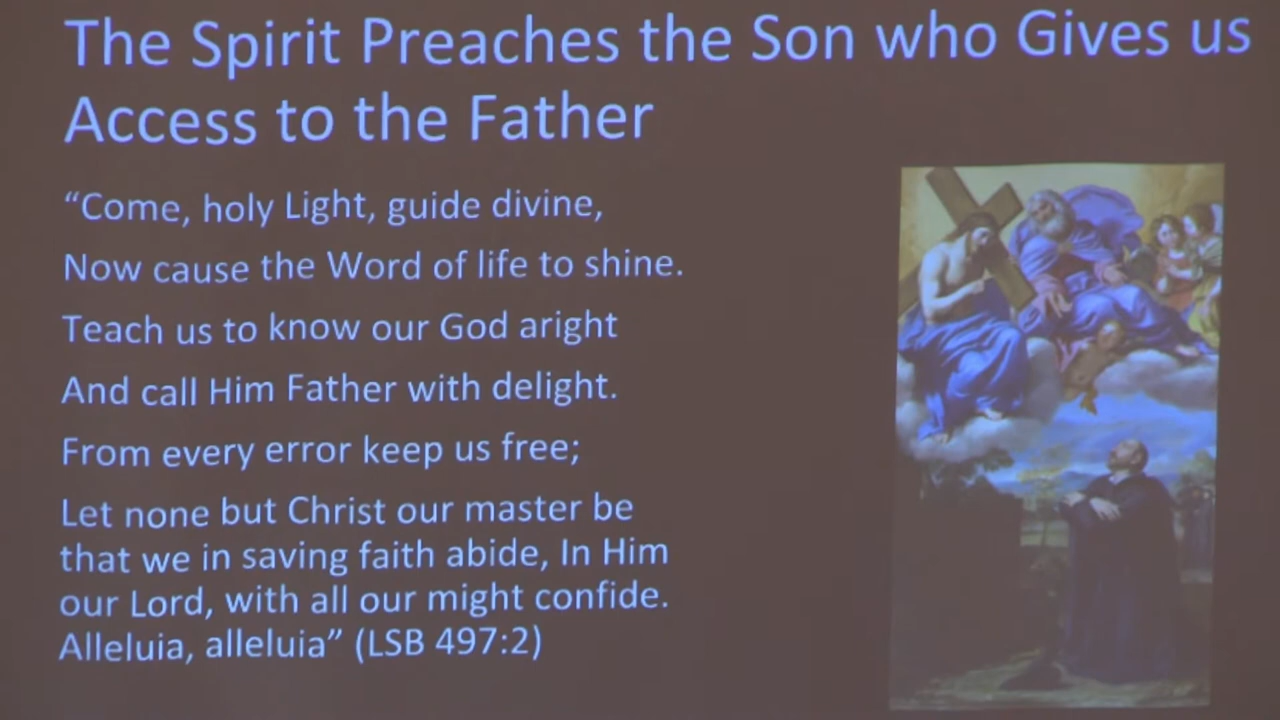 The Spirit Preaches the Son who Gives us
Access to the Father
“Come, holy Light, guide divine,
Now cause the Word of life to shine.
Teach us to know our God aright
And call Him Father with delight.
From every error keep us free;
Let none but Christ our master be
that we in saving faith abide, In Him
our Lord, with all our might confide.
Alleluia, alleluia” (LSB 497:2)